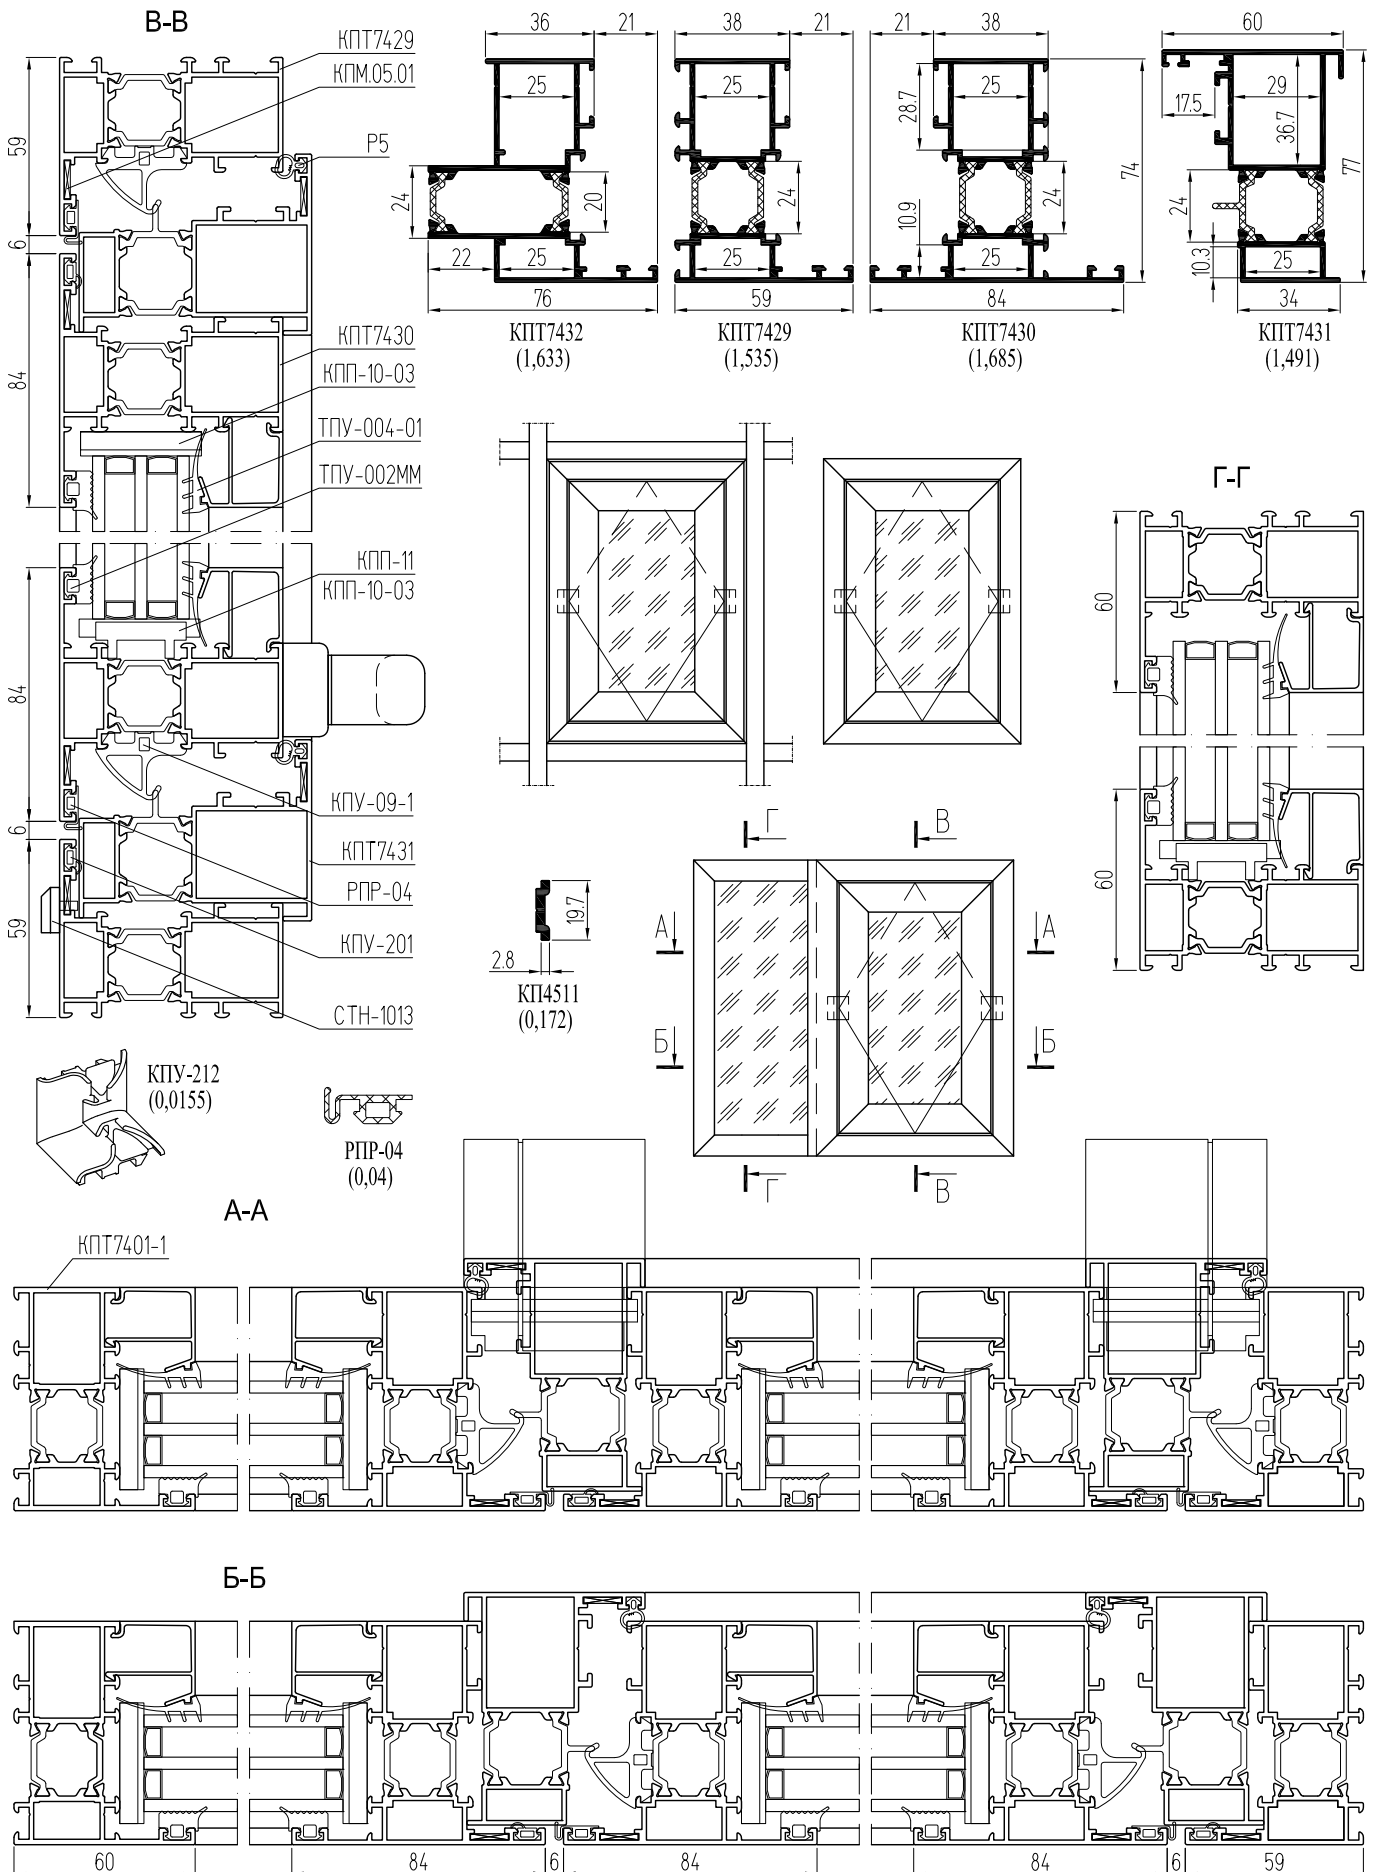 В-В
КПТ7429
КПМ.05.01
Р5
59
6
84
КПТ7430
КПП-10-03
ТПУ-004-01
ТПУ-002ММ
КПП-11
КПП-10-03
84
6
59
КПУ-09-1
КПТ7431
РПР-04
КПУ-201
СТН-1013
36
21
25
24
20
22
25
76
КПТ7432
(1,633)
38
21
25
24
25
59
КПТ7429
(1,535)
21
38
28.7
25
74
24
10.9
25
84
КПТ7430
(1,685)
60
17.5
29
36.7
77
24
10.3
25
34
КПТ7431
(1,491)
Г-Г
60
60
19.7
2.8
КП4511
(0,172)
Г
В
А
А
Б
Б
Г
В
КПУ-212
(0,0155)
РПР-04
(0,04)
А-А
КПТ7401-1
Б-Б
60
84
6
84
84
6
59